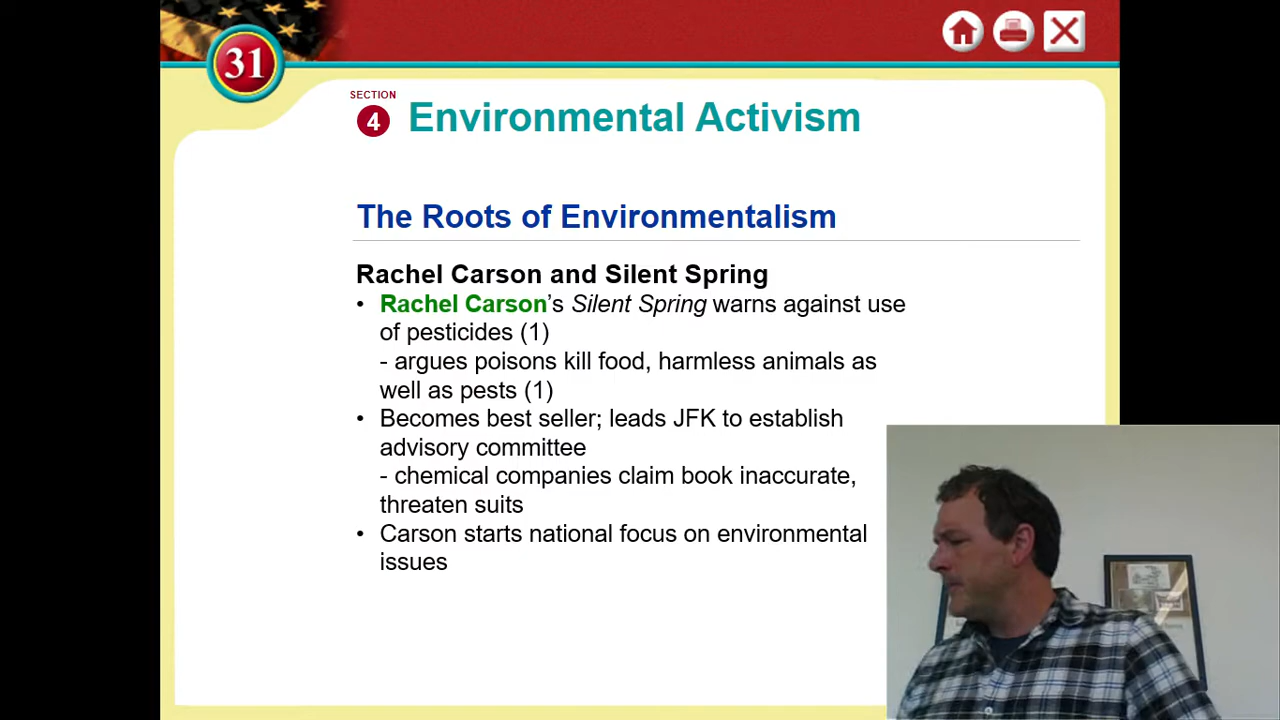 31
SECTION
4
Environmental Activism
The Roots of Environmentalism
Rachel Carson and Silent Spring
• Rachel Carson’s Silent Spring warns against use
of pesticides (1)
- argues poisons kill food, harmless animals as
well as pests (1)
• Becomes best seller; leads JFK to establish
advisory committee
- chemical companies claim book inaccurate,
threaten suits
• Carson starts national focus on environmental
issues